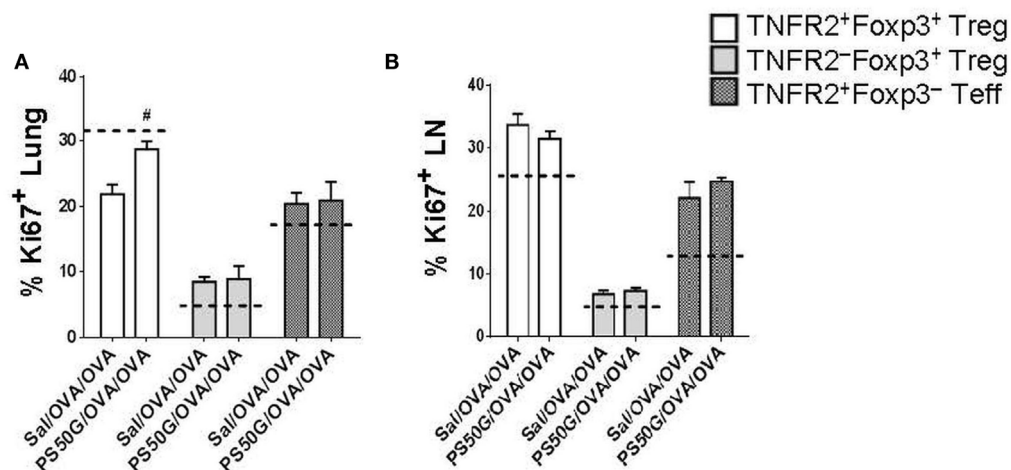 TNFR2⁺Foxp3⁺ Treg
TNFR2⁻Foxp3⁺ Treg
TNFR2⁺Foxp3⁻ Teff
A
% Ki67⁺ Lung
40
30
20
10
0
#
Sal/OVA/OVA
PS50G/OVA/OVA
Sal/OVA/OVA
PS50G/OVA/OVA
Sal/OVA/OVA
PS50G/OVA/OVA
B
% Ki67⁺ LN
40
30
20
10
0
Sal/OVA/OVA
PS50G/OVA/OVA
Sal/OVA/OVA
PS50G/OVA/OVA
Sal/OVA/OVA
PS50G/OVA/OVA